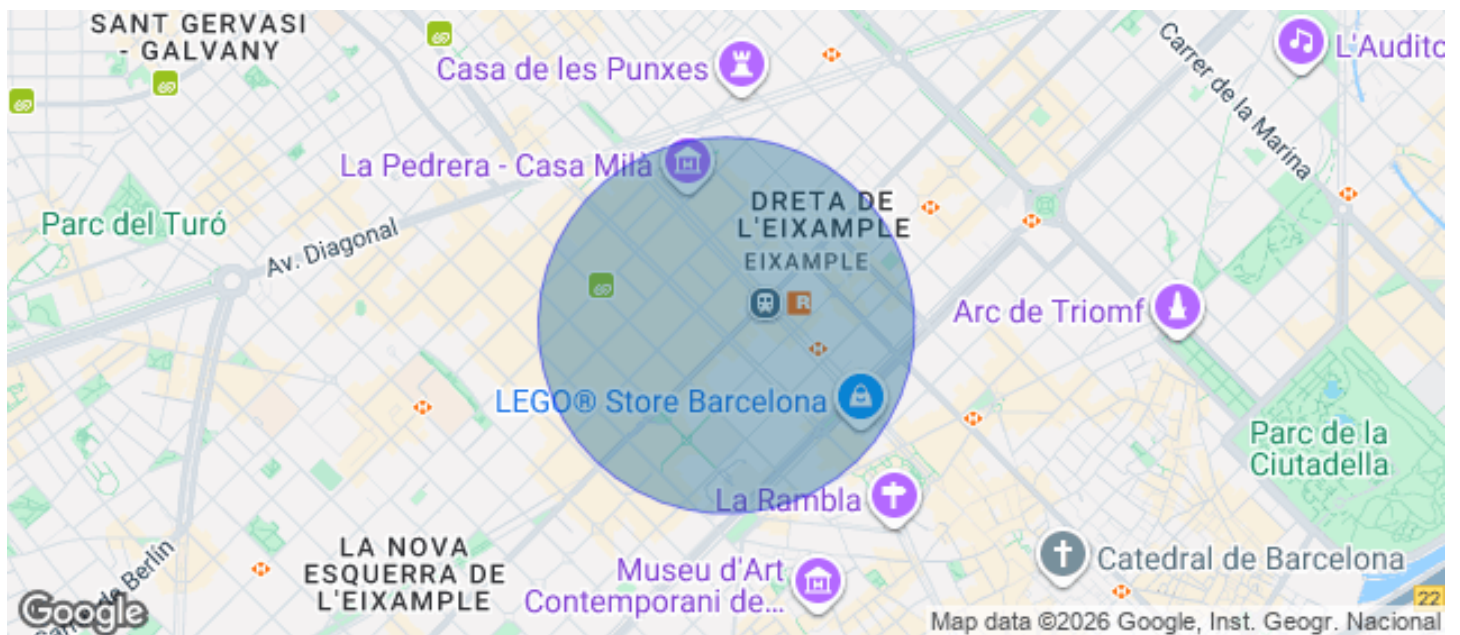 SANT GERVASI
- GALVANY
Casa de les Punxes
L'Audito
Carrer de la Marina
La Pedrera - Casa Milà
DRETA DE
L'EIXAMPLE
EIXAMPLE
Parc del Turó
Av. Diagonal
R
Arc de Triomf
LEGO® Store Barcelona
Parc de la
Ciutadella
La Rambla
LA NOVA
ESQUERRA DE
L'EIXAMPLE
Museu d'Art
Contemporani de...
Catedral de Barcelona
de Berlín
22
Google
Map data ©2026 Google, Inst. Geogr. Nacional